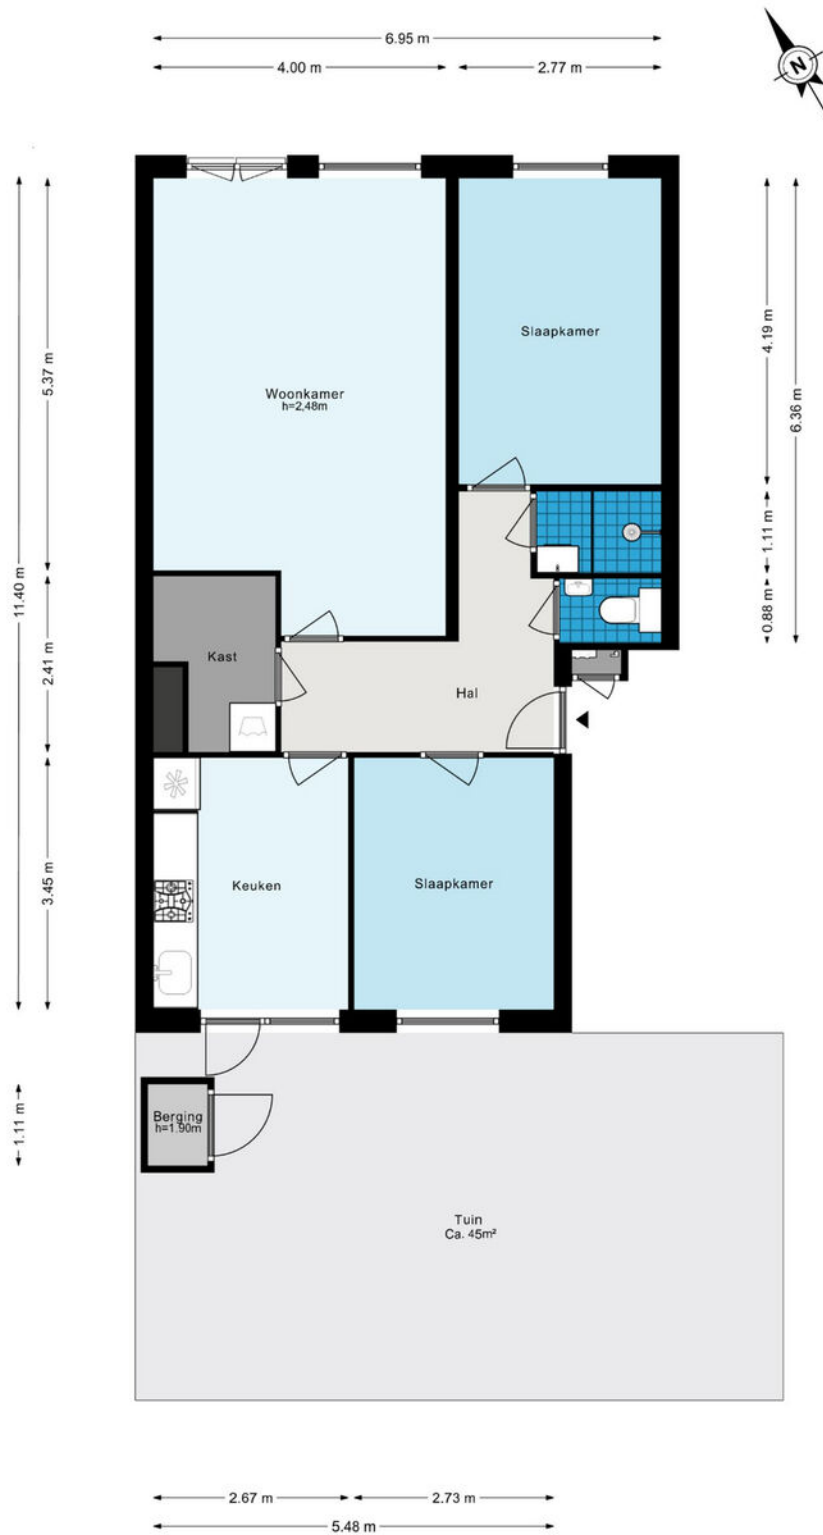 6.95 m
4.00 m
2.77 m
N
5.37 m
11.40 m
2.41 m
3.45 m
1.11 m
4.19 m
6.36 m
1.11 m
0.88 m
Slaapkamer
Woonkamer
h=2,48m
Kast
Hal
Keuken
Slaapkamer
Berging
h=1.90m
Tuin
Ca. 45m²
2.67 m
2.73 m
5.48 m